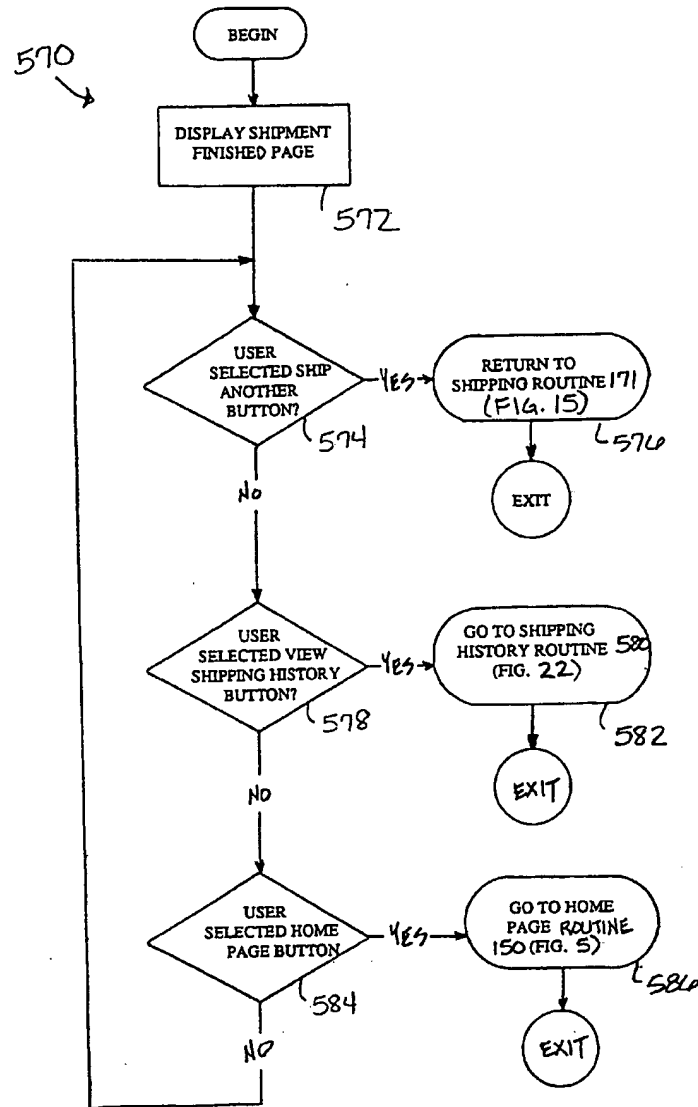 BEGIN
570
DISPLAY SHIPMENT
FINISHED PAGE
572
USER
SELECTED SHIP
ANOTHER
BUTTON?
574
YES
RETURN TO
SHIPPING ROUTINE 171
(FIG. 15)
576
EXIT
NO
USER
SELECTED VIEW
SHIPPING HISTORY
BUTTON?
578
YES
GO TO SHIPPING
HISTORY ROUTINE 580
(FIG. 22)
582
EXIT
NO
USER
SELECTED HOME
PAGE BUTTON
584
YES
GO TO HOME
PAGE ROUTINE
150 (FIG. 5)
586
EXIT
NO